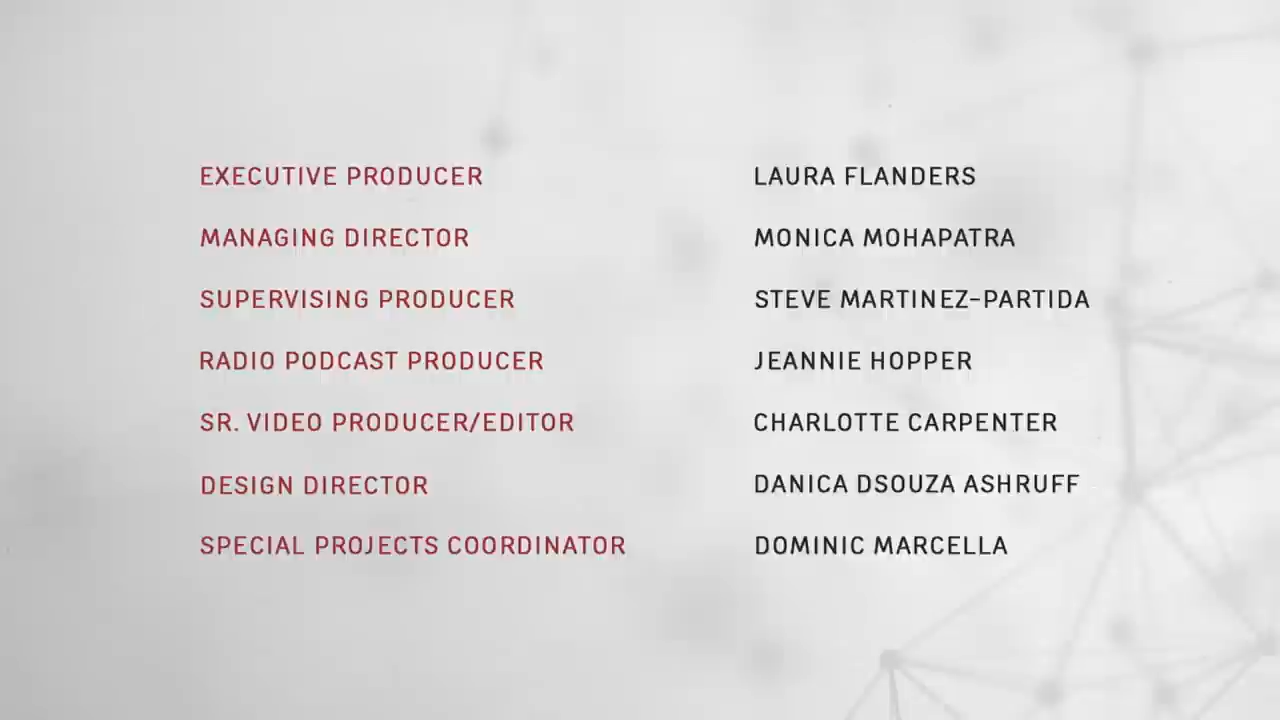 EXECUTIVE PRODUCER LAURA FLANDERS
MANAGING DIRECTOR MONICA MOHAPATRA
SUPERVISING PRODUCER STEVE MARTINEZ-PARTIDA
RADIO PODCAST PRODUCER JEANNIE HOPPER
SR. VIDEO PRODUCER/EDITOR CHARLOTTE CARPENTER
DESIGN DIRECTOR DANICA DSOUZA ASHRUFF
SPECIAL PROJECTS COORDINATOR DOMINIC MARCELLA